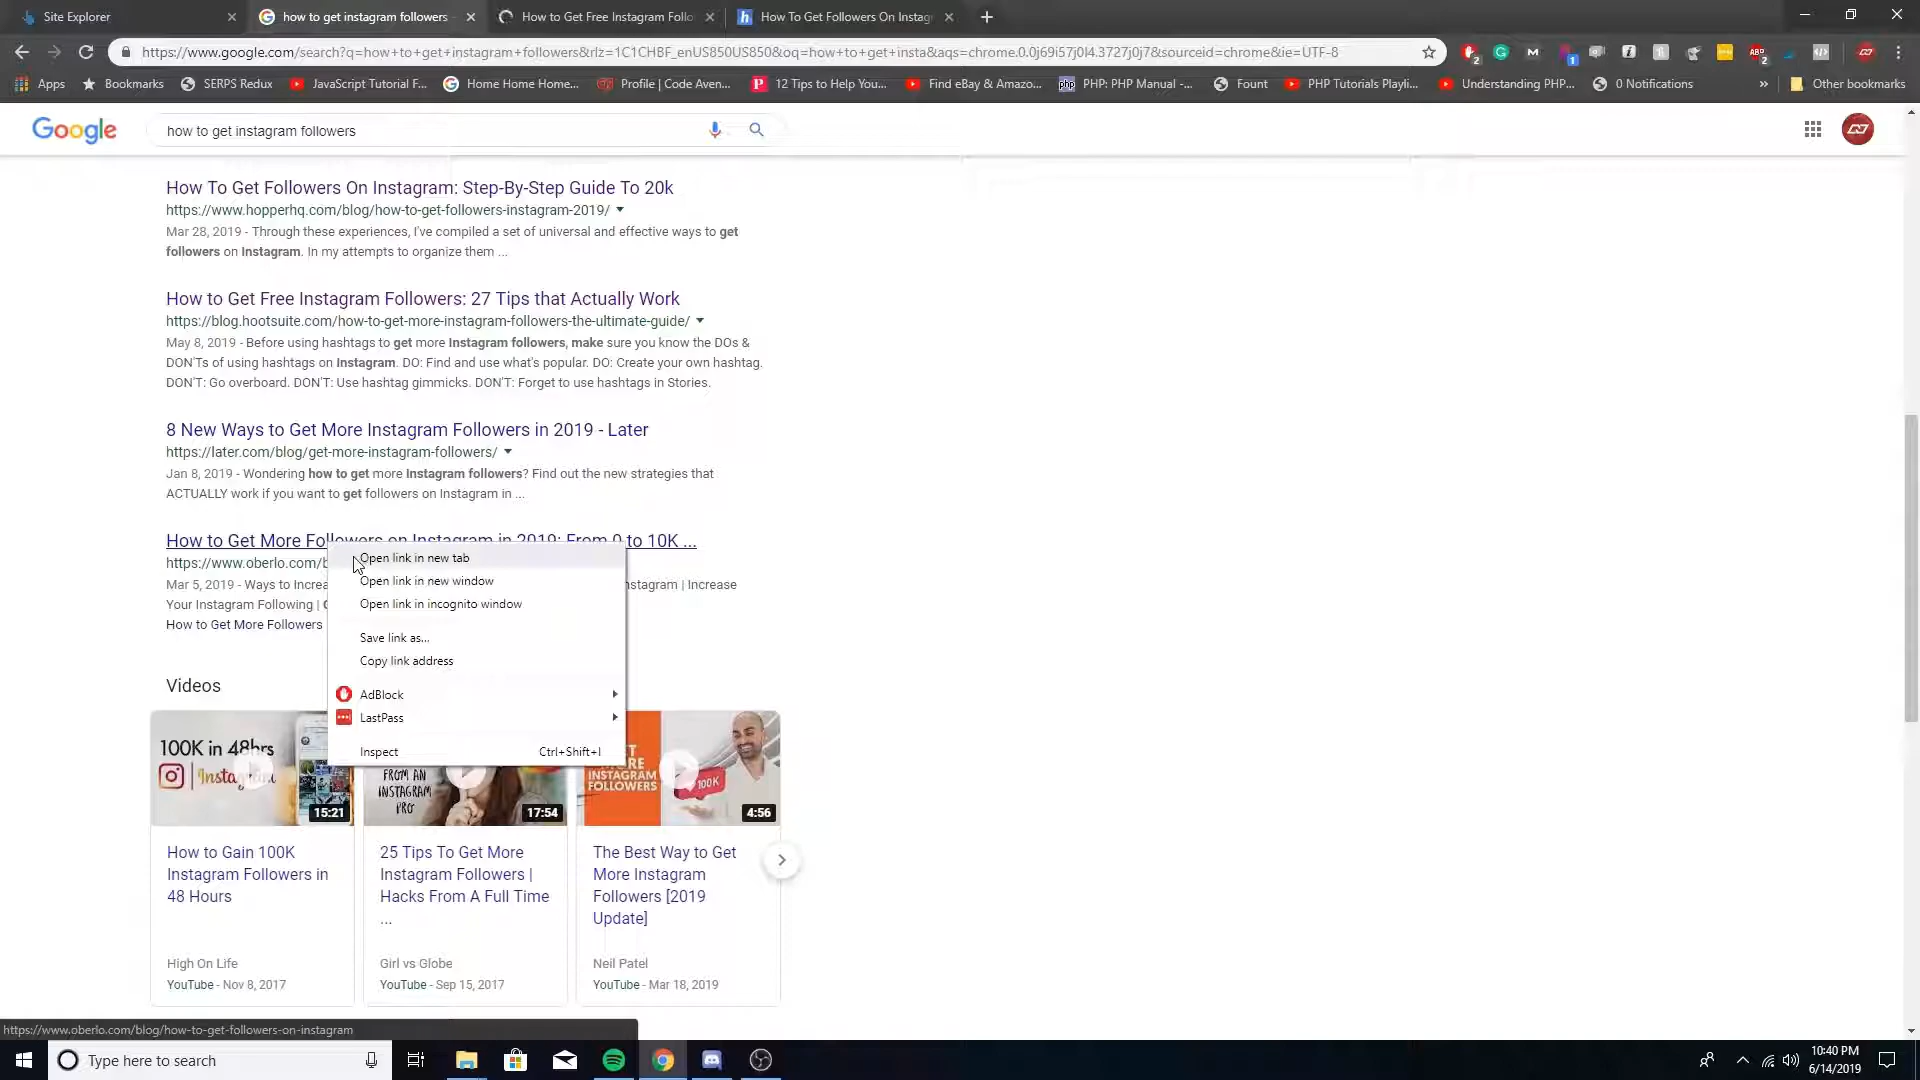 Site Explorer
how to get instagram followers -
How to Get Free Instagram Follo
How To Get Followers On Instag
https://www.google.com/search?q=how+to+get+instagram+followers&rlz=1C1CHBF_enUS850US850&oq=how+to+get+insta&aqs=chrome.0.0j69i57j0l4.3727j0j7&sourceid=chrome&ie=UTF-8
Apps
Bookmarks
SERPS Redux
JavaScript Tutorial F...
Home Home Home...
Profile | Code Aven...
12 Tips to Help You...
Find eBay & Amazo...
PHP: PHP Manual -...
Fount
PHP Tutorials Playli...
Understanding PHP...
0 Notifications
»
Other bookmarks
Google
how to get instagram followers
How To Get Followers On Instagram: Step-By-Step Guide To 20k
https://www.hopperhq.com/blog/how-to-get-followers-instagram-2019/
Mar 28, 2019 - Through these experiences, I've compiled a set of universal and effective ways to get
followers on Instagram. In my attempts to organize them ...
How to Get Free Instagram Followers: 27 Tips that Actually Work
https://blog.hootsuite.com/how-to-get-more-instagram-followers-the-ultimate-guide/
May 8, 2019 - Before using hashtags to get more Instagram followers, make sure you know the DOs &
DON'Ts of using hashtags on Instagram. DO: Find and use what's popular. DO: Create your own hashtag.
DON'T: Go overboard. DON'T: Use hashtag gimmicks. DON'T: Forget to use hashtags in Stories.
8 New Ways to Get More Instagram Followers in 2019 - Later
https://later.com/blog/get-more-instagram-followers/
Jan 8, 2019 - Wondering how to get more Instagram followers? Find out the new strategies that
ACTUALLY work if you want to get followers on Instagram in ...
How to Get More Followers on Instagram in 2019: From 0 to 10K ...
https://www.oberlo.com/b
Mar 5, 2019 - Ways to Increa
nstagram | Increase
Your Instagram Following |
How to Get More Followers
Open link in new tab
Open link in new window
Open link in incognito window
Save link as...
Copy link address
AdBlock
LastPass
Inspect Ctrl+Shift+I
Videos
100K in 48hrs
15:21
FROM AN
INSTAGRAM
PRO
17:54
INSTAGRAM
FOLLOWERS
100K
4:56
How to Gain 100K
Instagram Followers in
48 Hours
High On Life
YouTube - Nov 8, 2017
25 Tips To Get More
Instagram Followers |
Hacks From A Full Time
...
Girl vs Globe
YouTube - Sep 15, 2017
The Best Way to Get
More Instagram
Followers [2019
Update]
Neil Patel
YouTube - Mar 18, 2019
https://www.oberlo.com/blog/how-to-get-followers-on-instagram
Type here to search
10:40 PM
6/14/2019